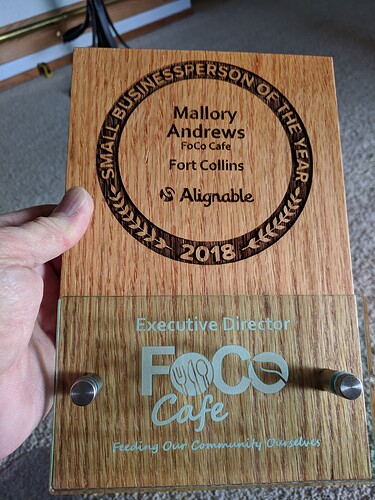 SMALL BUSINESSPERSON OF THE YEAR
Mallory
Andrews
FoCo Cafe
Fort Collins
Alignable
2018
Executive Director
FoCo
Cafe
Feeding Our Community Ourselves